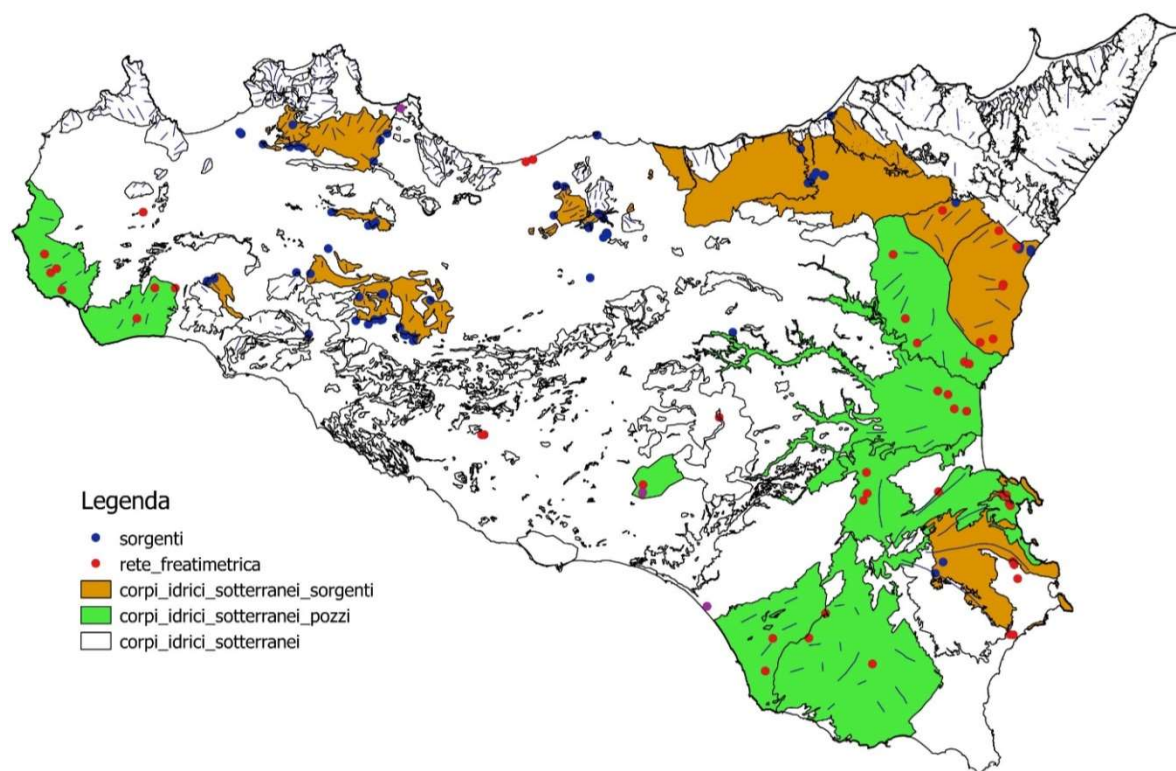 Legenda
sorgenti
rete_freatimetrica
corpi_idrici_sotterranei_sorgenti
corpi_idrici_sotterranei_pozzi
corpi_idrici_sotterranei